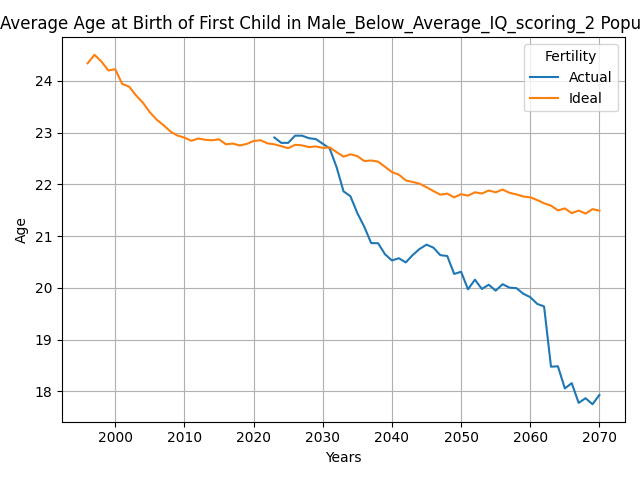 Average Age at Birth of First Child in Male_Below_Average_IQ_scoring_2 Popu
Fertility
Actual
Ideal
24
23
22
21
20
19
18
Age
2000
2010
2020
2030
2040
2050
2060
2070
Years